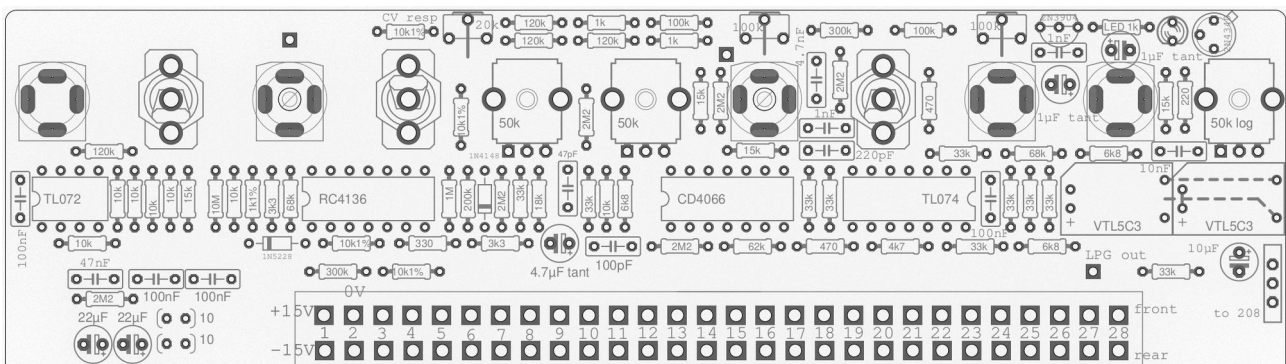 CV resp
20k
120k
1k
100k
100k
100k
2N3904
LED 1k
10k1%
120k
120k
1k
4.7nF
300k
100k
1nF
1µF tant
50k
50k
10k1%
2M2
15k
2M2
2M2
470
1µF tant
15k
220
50k log
1nF
120k
1N4148
47pF
15k
220pF
33k
68k
6k8
10nF
TL072
10k
10k
10k
10k
15k
10M
10k
1k1%
3k3
68k
RC4136
1M
200k
2M2
33k
18k
33k
10k
6k8
CD4066
33k
33k
TL074
33k
33k
33k
VTL5C3
VTL5C3
+
+
100nF
10k
1N5229
10k1%
330
3k3
4.7µF tant
100pF
2M2
62k
470
4k7
33k
100nF
6k8
10µF
47nF
100nF
100nF
300k
10k1%
LPG out
33k
2M2
0V
22µF
22µF
10
10
+15V
front
to 208
1 2 3 4 5 6 7 8 9 10 11 12 13 14 15 16 17 18 19 20 21 22 23 24 25 26 27 28
-15V
rear